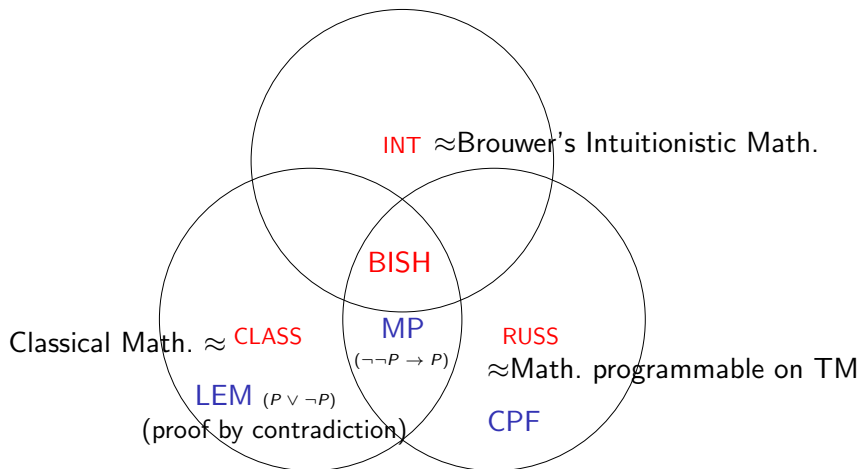 INT ≈Brouwer's Intuitionistic Math.
BISH
Classical Math. ≈ CLASS
MP
(¬¬P → P)
RUSS
≈Math. programmable on TM
LEM (P ∨ ¬P)
(proof by contradiction)
CPF